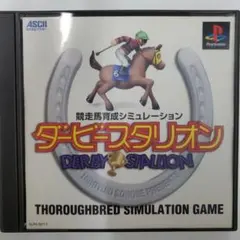 ASCII
PlayStation
競走馬育成シミュレーション
ダービースタリオン
DERBY STALLION
THOROUGHBRED SIMULATION GAME